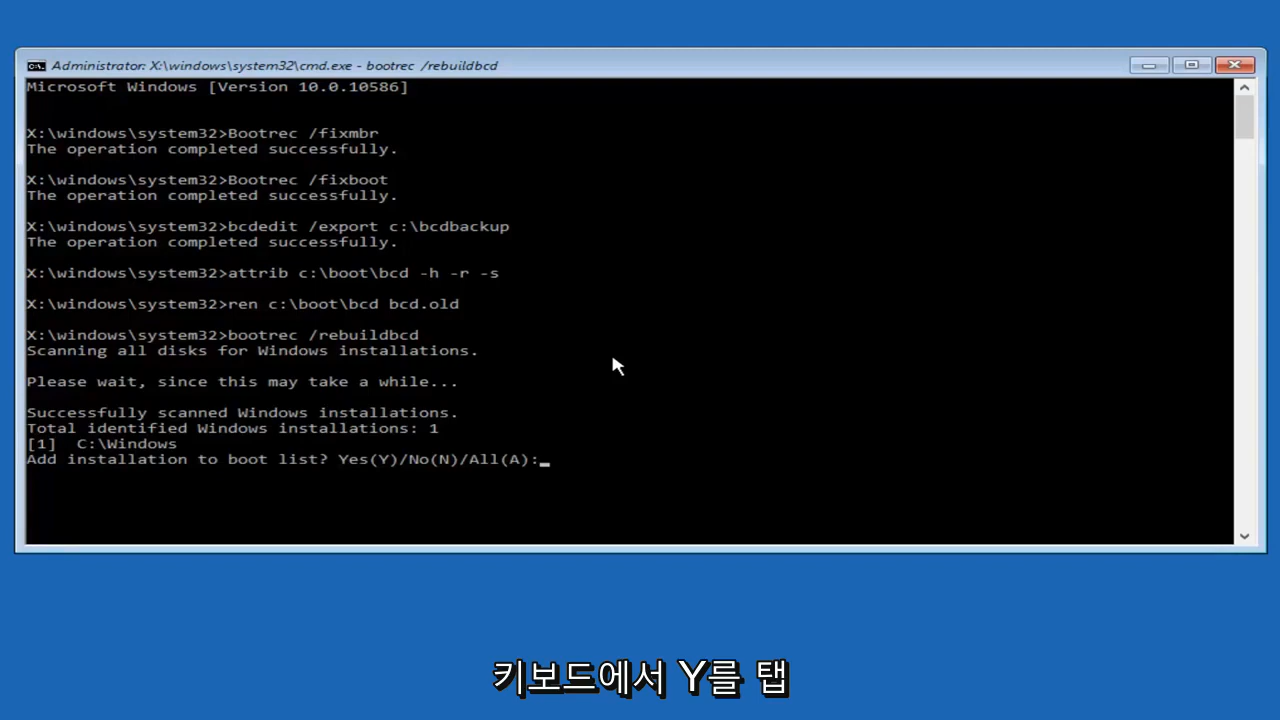 Administrator: X:\windows\system32\cmd.exe - bootrec /rebuildbcd
Microsoft Windows [Version 10.0.10586]
X:\windows\system32>Bootrec /fixmbr
The operation completed successfully.
X:\windows\system32>Bootrec /fixboot
The operation completed successfully.
X:\windows\system32>bcdedit /export c:\bcdbackup
The operation completed successfully.
X:\windows\system32>attrib c:\boot\bcd -h -r -s
X:\windows\system32>ren c:\boot\bcd bcd.old
X:\windows\system32>bootrec /rebuildbcd
Scanning all disks for Windows installations.
Please wait, since this may take a while...
Successfully scanned Windows installations.
Total identified Windows installations: 1
[1]  C:\Windows
Add installation to boot list? Yes(Y)/No(N)/All(A):_
키보드에서 Y를 탭